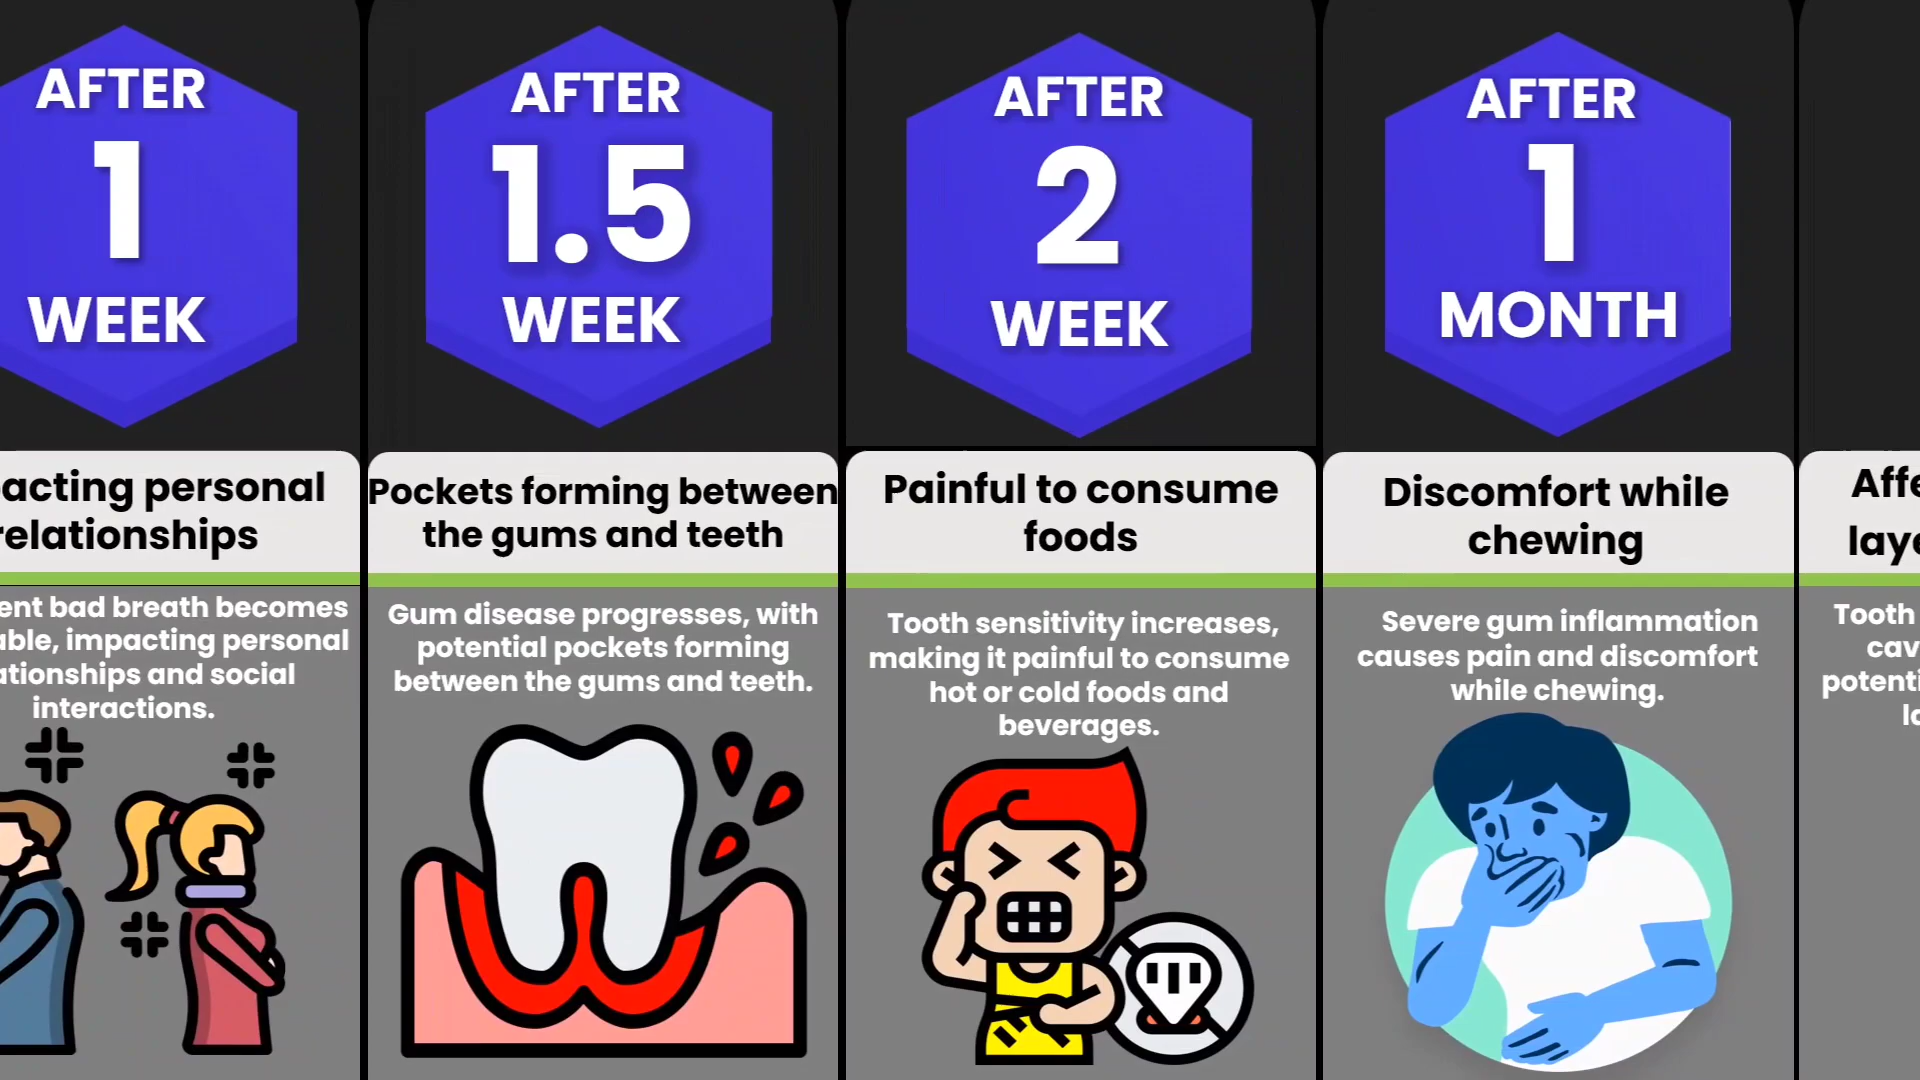 AFTER
1
WEEK
acting personal
relationships
ent bad breath becomes
able, impacting personal
ationships and social
interactions.
AFTER
1.5
WEEK
Pockets forming between
the gums and teeth
Gum disease progresses, with
potential pockets forming
between the gums and teeth.
AFTER
2
WEEK
Painful to consume
foods
Tooth sensitivity increases,
making it painful to consume
hot or cold foods and
beverages.
AFTER
1
MONTH
Discomfort while
chewing
Severe gum inflammation
causes pain and discomfort
while chewing.
Affe
laye
Tooth
cav
potenti